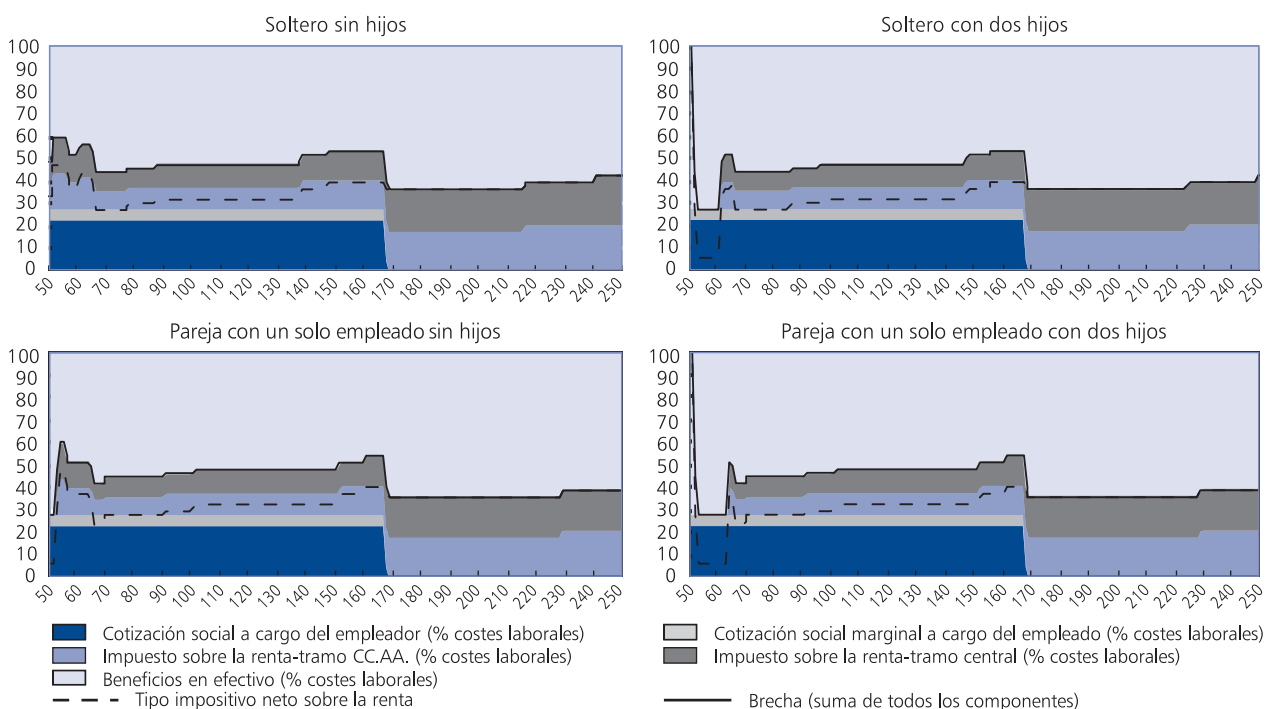 Soltero sin hijos
100
90
80
70
60
50
40
30
20
10
0
50 60 70 80 90 100 110 120 130 140 150 160 170 180 190 200 210 220 230 240 250
Soltero con dos hijos
100
90
80
70
60
50
40
30
20
10
0
50 60 70 80 90 100 110 120 130 140 150 160 170 180 190 200 210 220 230 240 250
Pareja con un solo empleado sin hijos
100
90
80
70
60
50
40
30
20
10
0
50 60 70 80 90 100 110 120 130 140 150 160 170 180 190 200 210 220 230 240 250
Pareja con un solo empleado con dos hijos
100
90
80
70
60
50
40
30
20
10
0
50 60 70 80 90 100 110 120 130 140 150 160 170 180 190 200 210 220 230 240 250
Cotización social a cargo del empleador (% costes laborales)
Impuesto sobre la renta-tramo CC.AA. (% costes laborales)
Beneficios en efectivo (% costes laborales)
Tipo impositivo neto sobre la renta
Cotización social marginal a cargo del empleado (% costes laborales)
Impuesto sobre la renta-tramo central (% costes laborales)
Brecha (suma de todos los componentes)